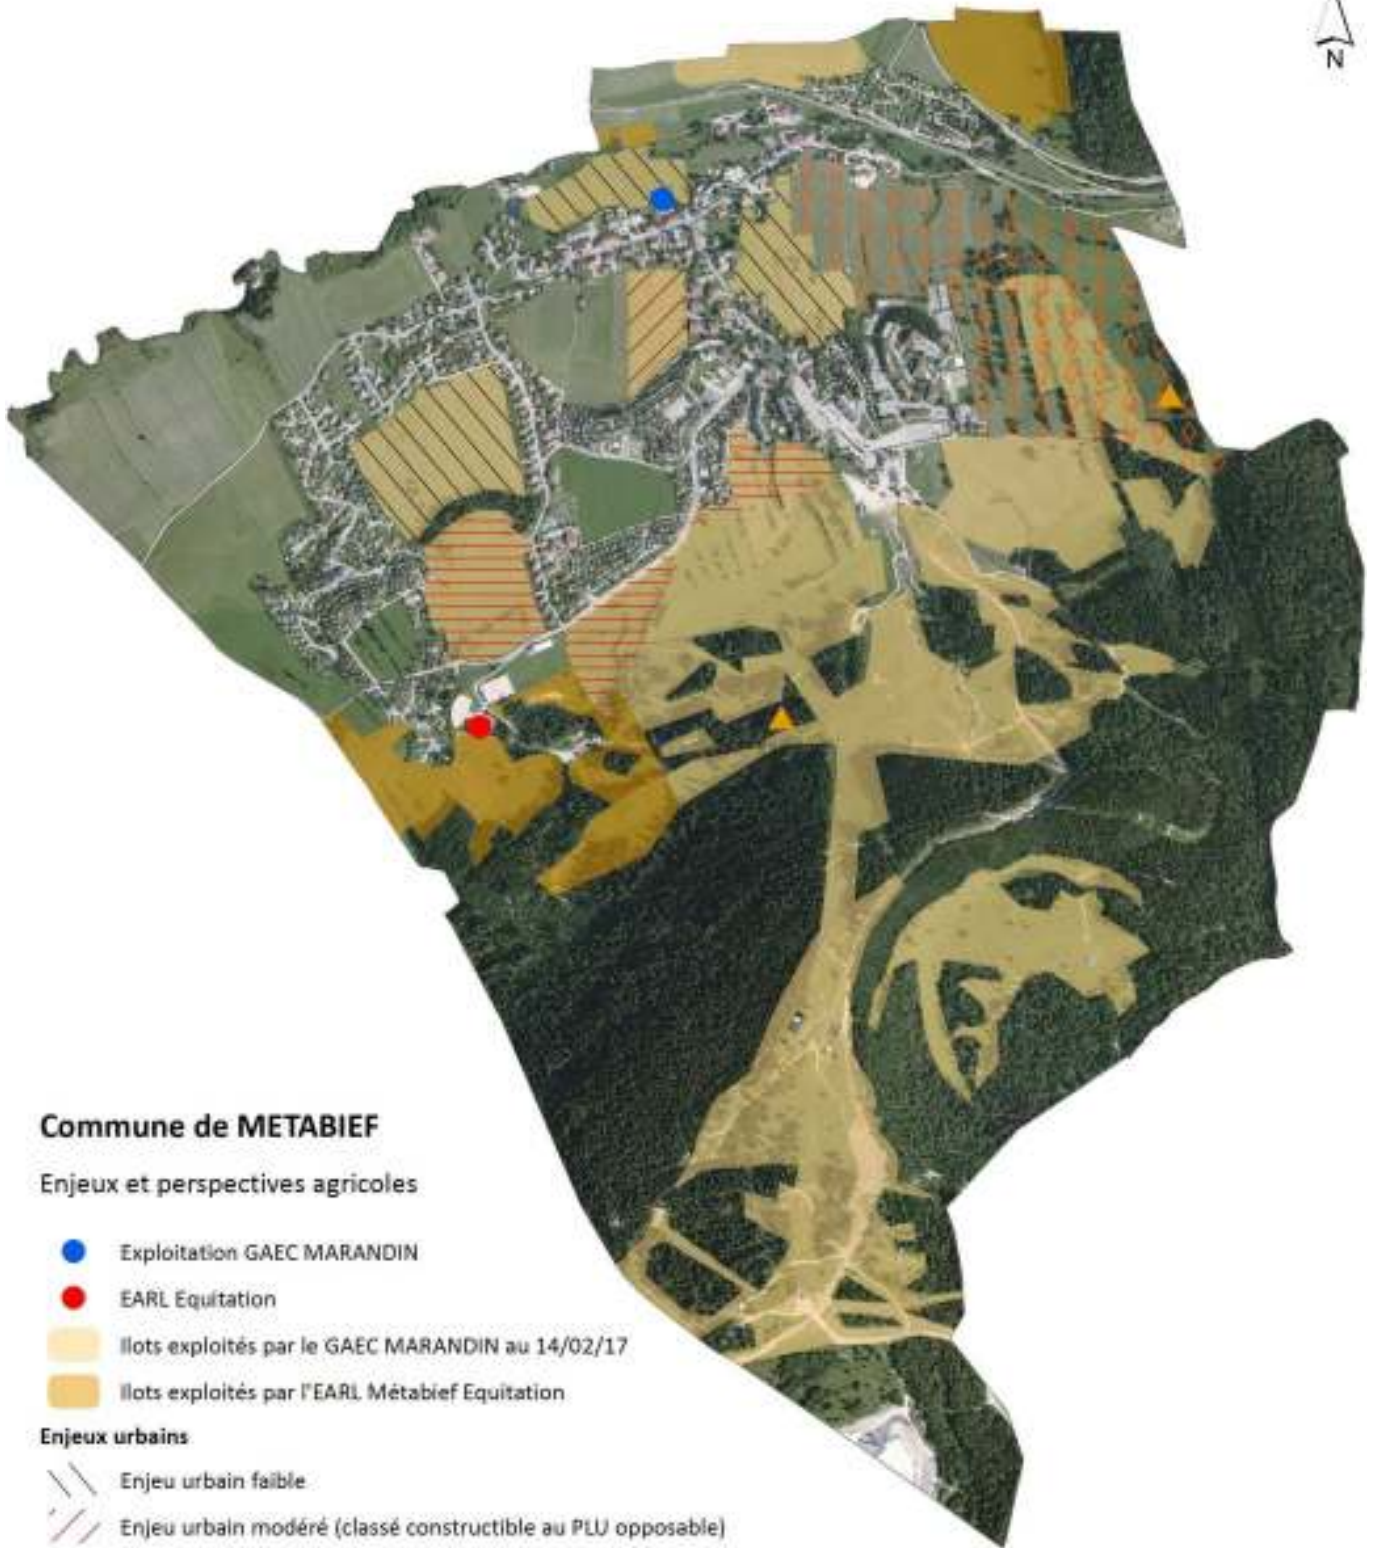 N
Commune de METABIEF
Enjeux et perspectives agricoles
Exploitation GAEC MARANDIN
EARL Equitation
Ilots exploités par le GAEC MARANDIN au 14/02/17
Ilots exploités par l'EARL Métabief Equitation
Enjeux urbains
Enjeu urbain faible
Enjeu urbain modéré (classé constructible au PLU opposable)